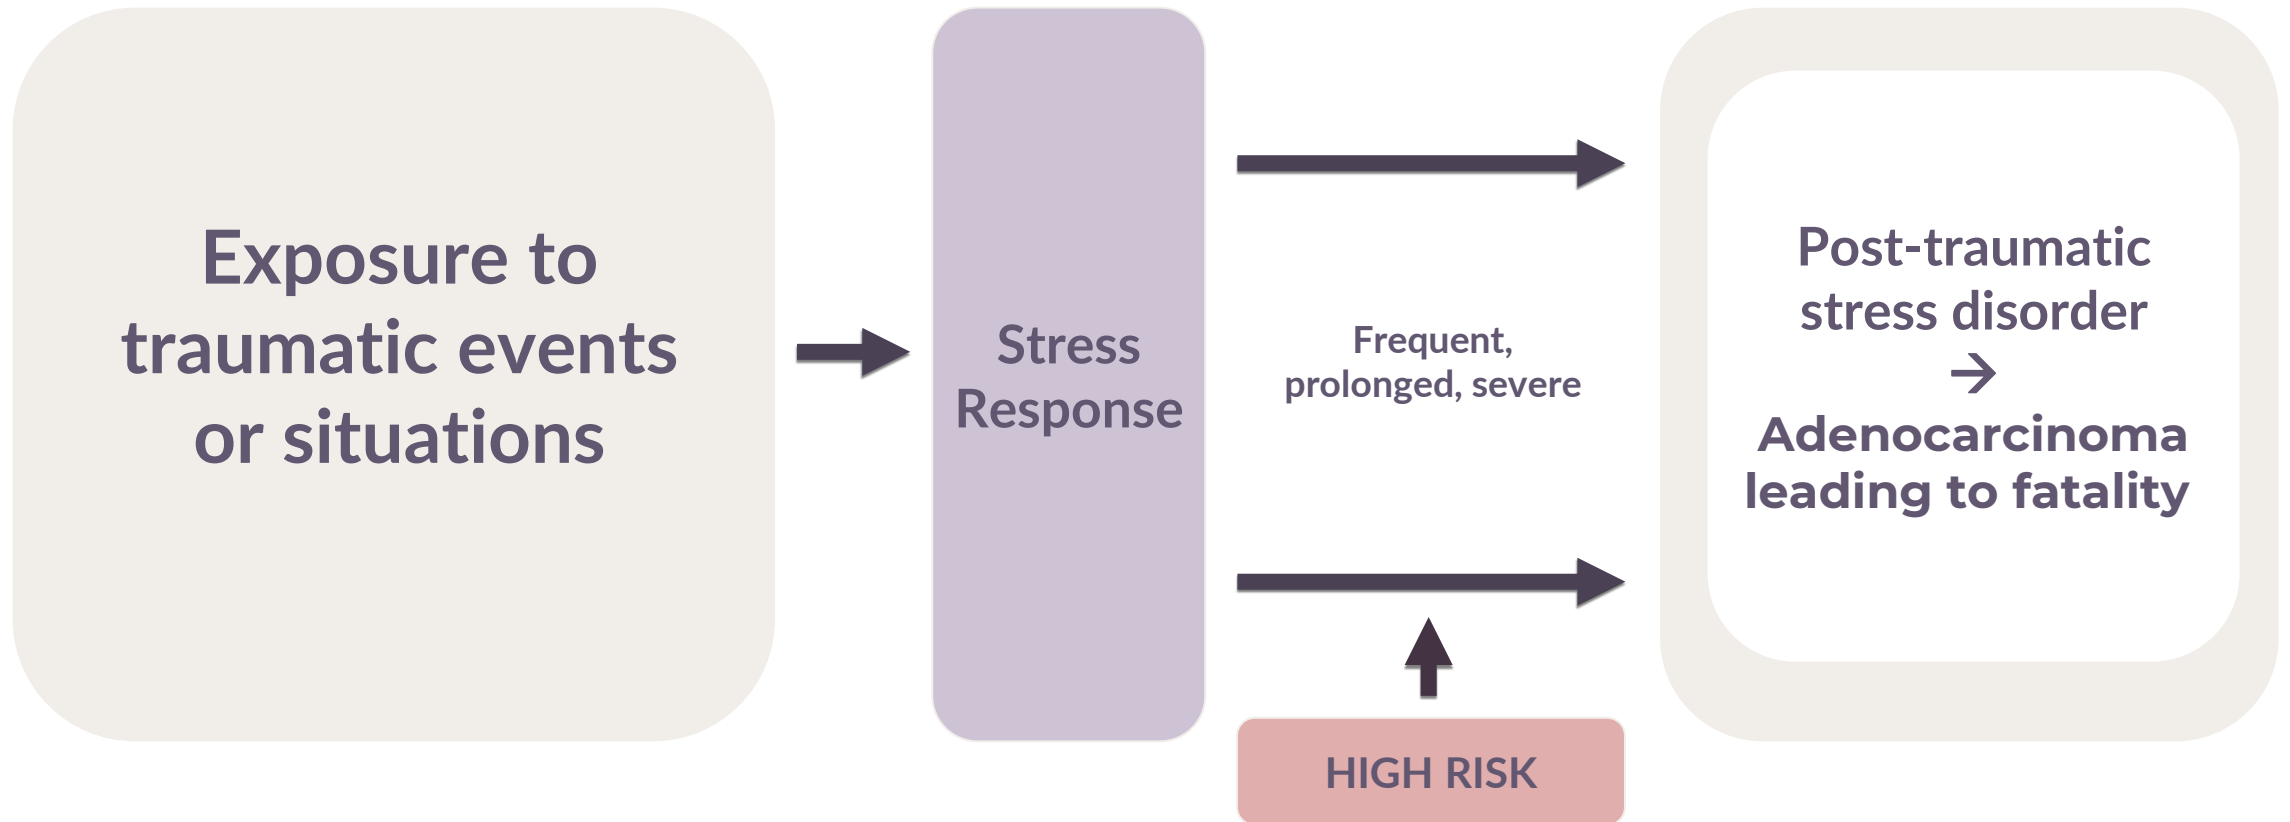 Exposure to
traumatic events
or situations
Stress
Response
Frequent,
prolonged, severe
HIGH RISK
Post-traumatic
stress disorder
→
Adenocarcinoma
leading to fatality